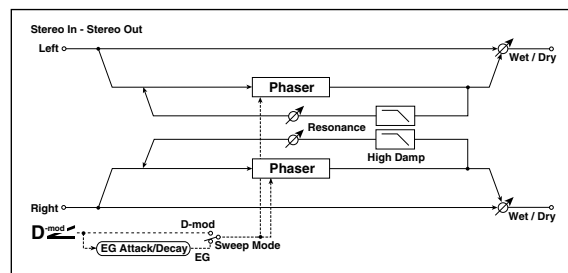 Stereo In - Stereo Out
Left
Wet / Dry
Phaser
Resonance
High Damp
Phaser
Right
Wet / Dry
D-mod
D-mod
EG Attack/Decay
EG
Sweep Mode